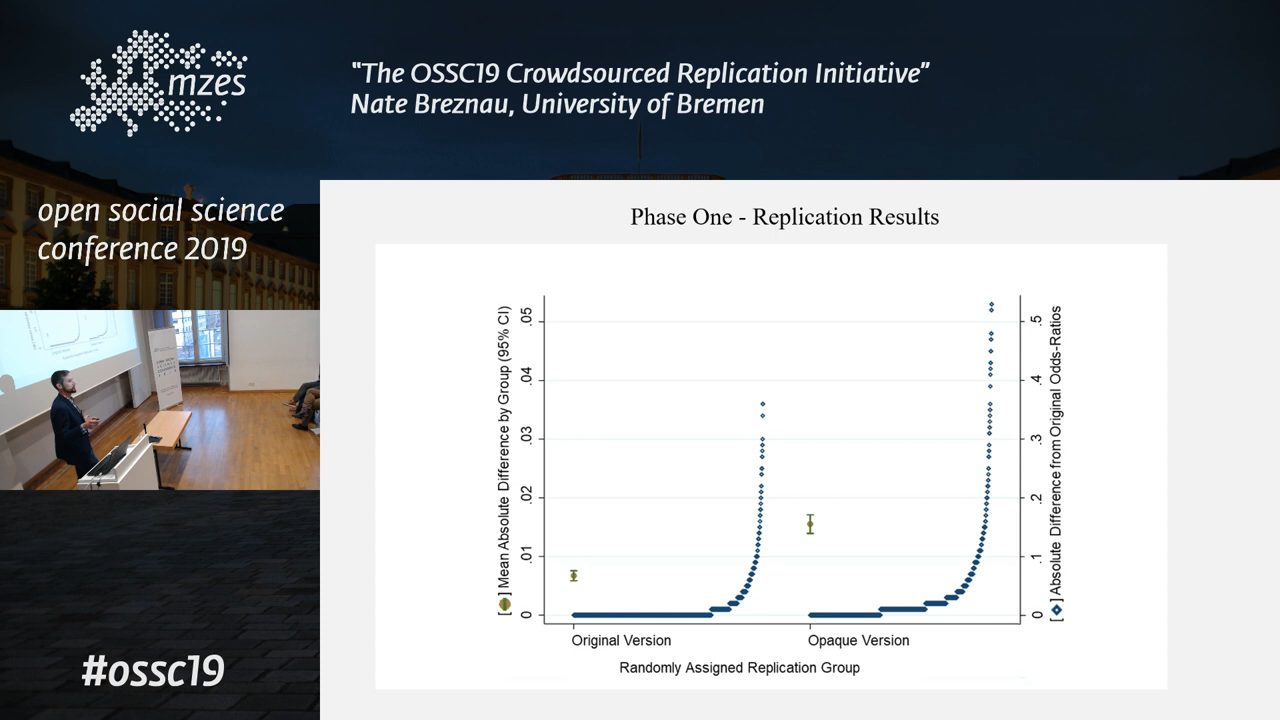 mzes
"The OSSC19 Crowdsourced Replication Initiative"
Nate Breznau, University of Bremen
open social science
conference 2019
#ossc19
Phase One - Replication Results
[ ] Mean Absolute Difference by Group (95% CI)
.05
.04
.03
.02
.01
0
.5
.4
.3
.2
.1
0
[ ] Absolute Difference from Original Odds-Ratios
Original Version
Opaque Version
Randomly Assigned Replication Group